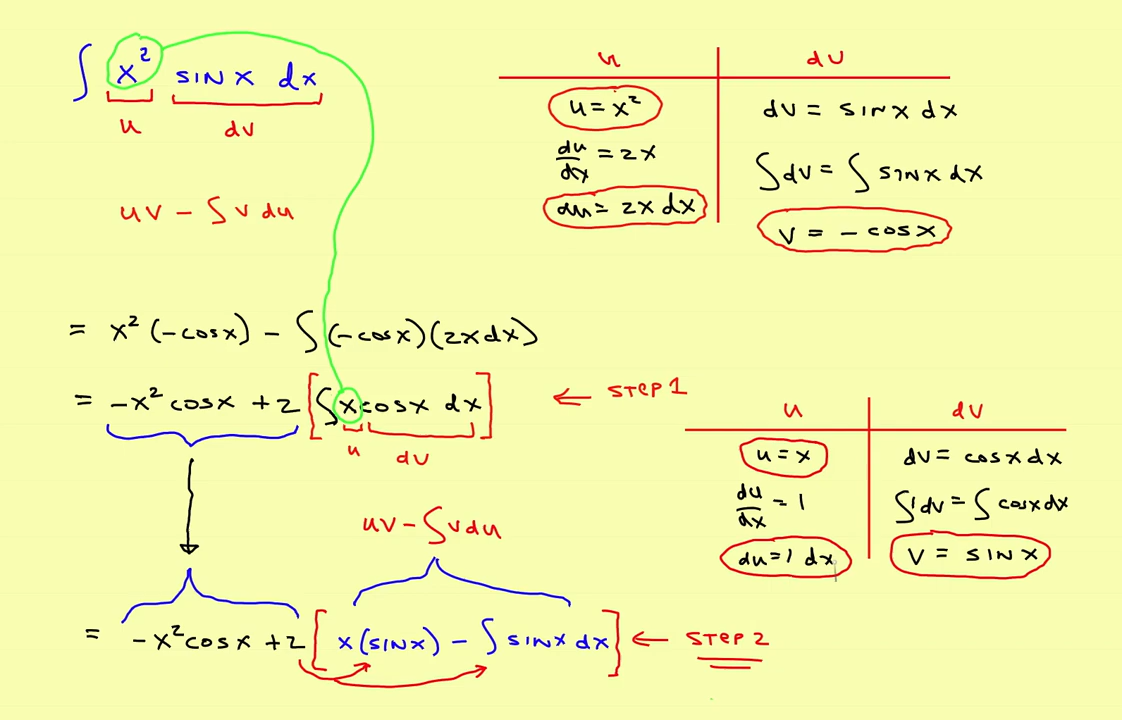 ∫ x² sin x dx
u dv
uv - ∫ v du
u dv
u = x² dv = sin x dx
du/dx = 2x ∫ dv = ∫ sin x dx
du = 2x dx v = - cos x
= x² (-cos x) - ∫ (-cos x)(2x dx)
= -x² cos x + 2 [∫ x cos x dx] ← STEP 1
u dv
uv - ∫ v du
u dv
u = x dv = cos x dx
du/dx = 1 ∫ 1 dv = ∫ cos x dx
du = 1 dx v = sin x
= -x² cos x + 2 [x (sin x) - ∫ sin x dx] ← STEP 2